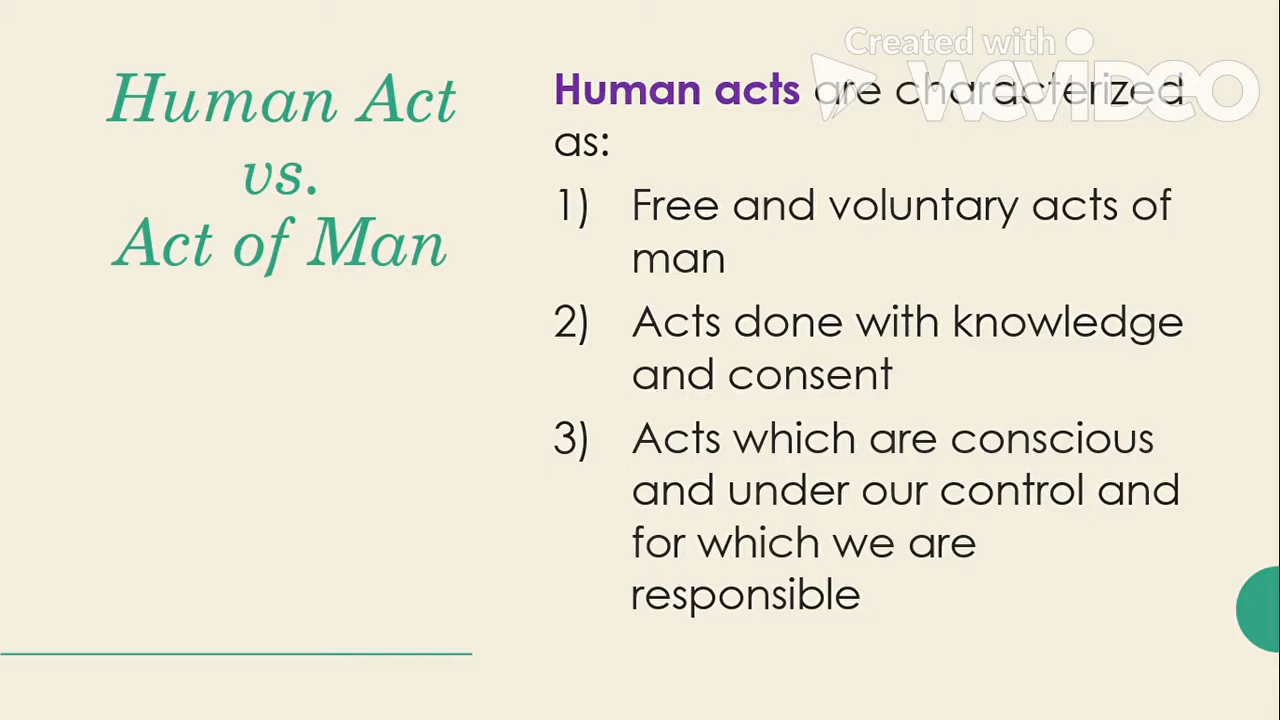 Human Act
vs.
Act of Man
Created with
WEVIDEO
Human acts are characterized
as:
1) Free and voluntary acts of
man
2) Acts done with knowledge
and consent
3) Acts which are conscious
and under our control and
for which we are
responsible